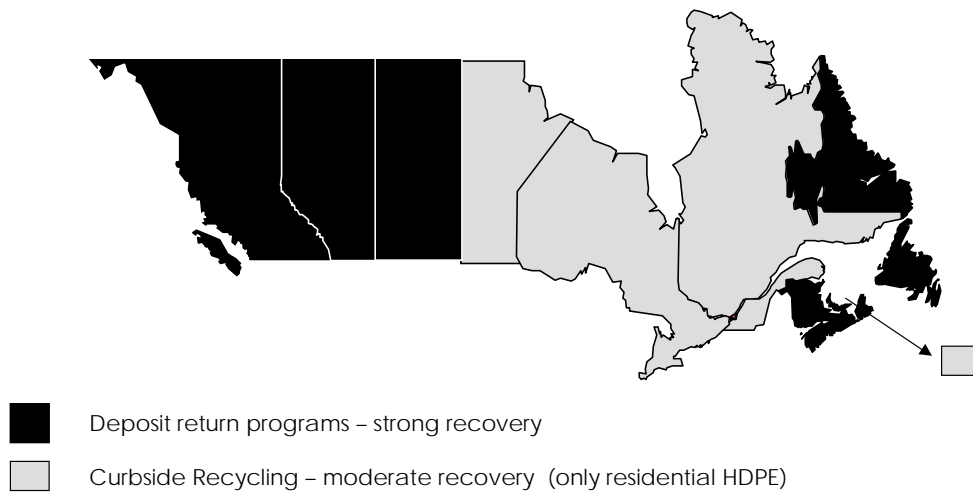 Deposit return programs – strong recovery
Curbside Recycling – moderate recovery (only residential HDPE)